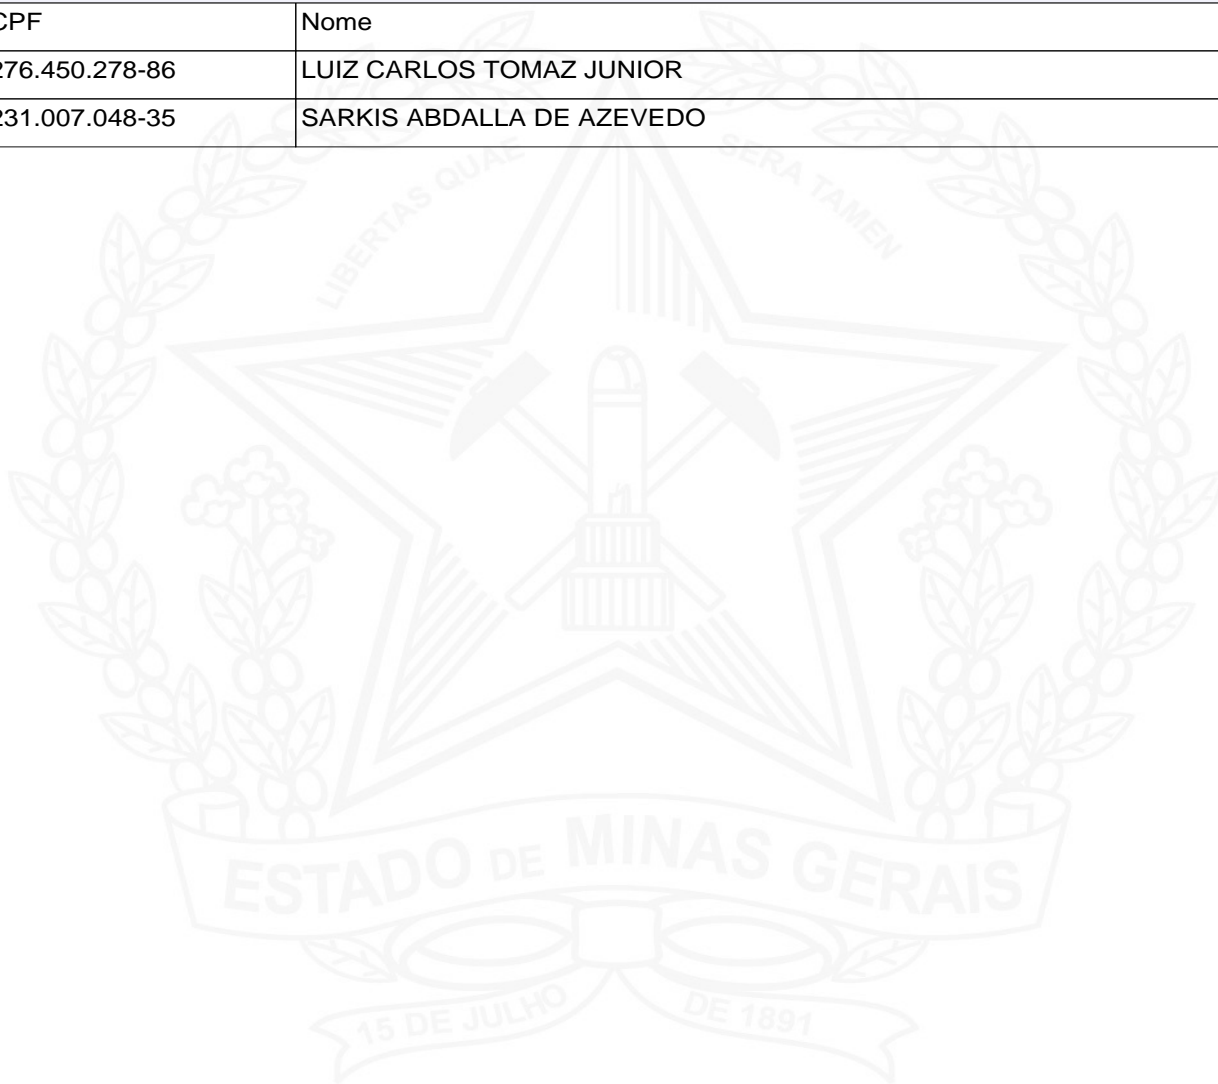 CPF Nome
276.450.278-86 LUIZ CARLOS TOMAZ JUNIOR
231.007.048-35 SARKIS ABDALLA DE AZEVEDO
LIBERTAS QUAE SERA TAMEN
ESTADO DE MINAS GERAIS
15 DE JULHO DE 1891